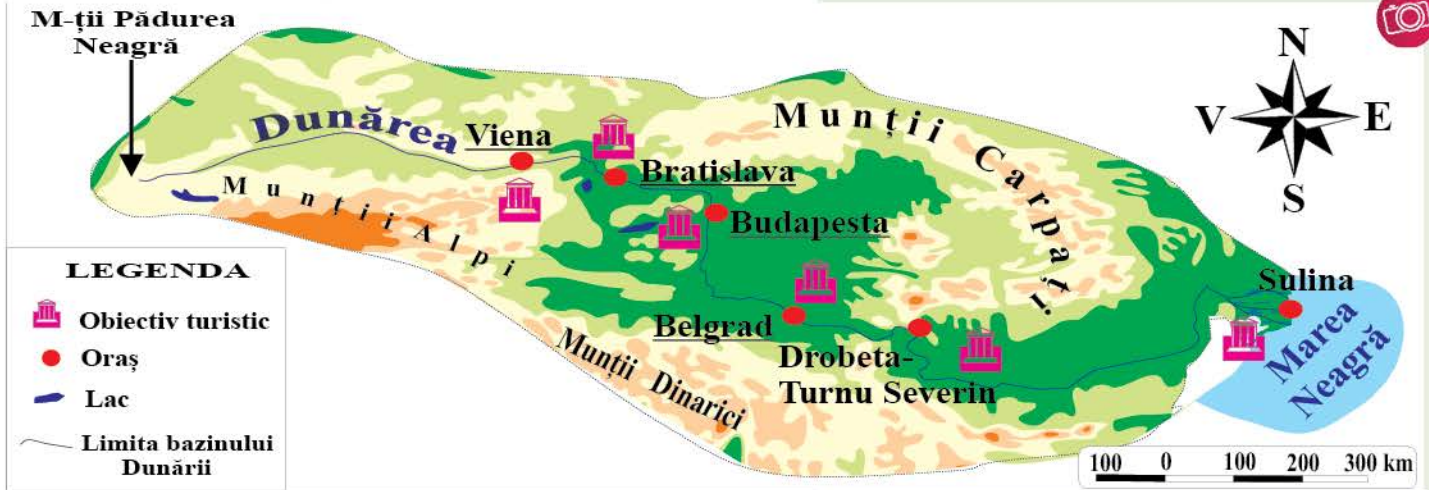 M-ții Pădurea
Neagră
Dunărea
Viena
Bratislava
Budapesta
Belgrad
Drobeta-
Turnu Severin
Sulina
Munții Alpi
Munții Dinarici
Munții Carpați
Marea
Neagră
N
V
E
S
LEGENDA
Obiectiv turistic
Oraș
Lac
Limita bazinului
Dunării
100 0 100 200 300 km